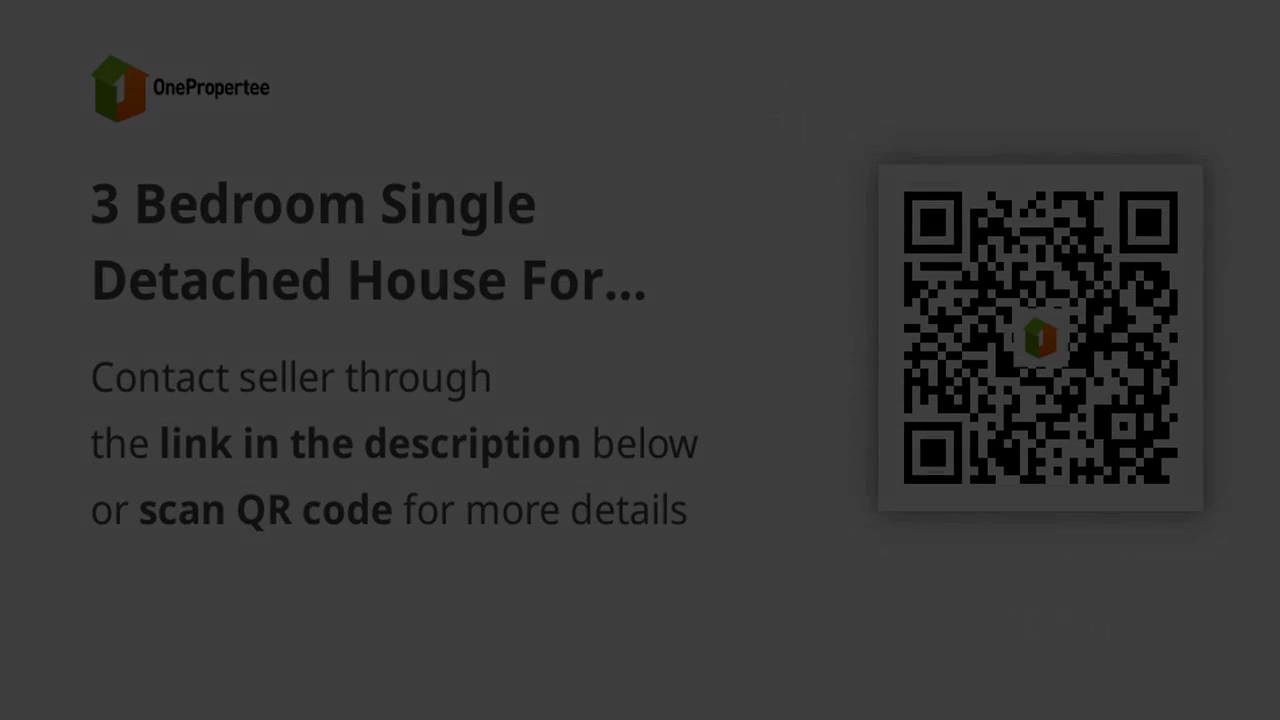 OnePropertee
3 Bedroom Single
Detached House For...
Contact seller through
the link in the description below
or scan QR code for more details